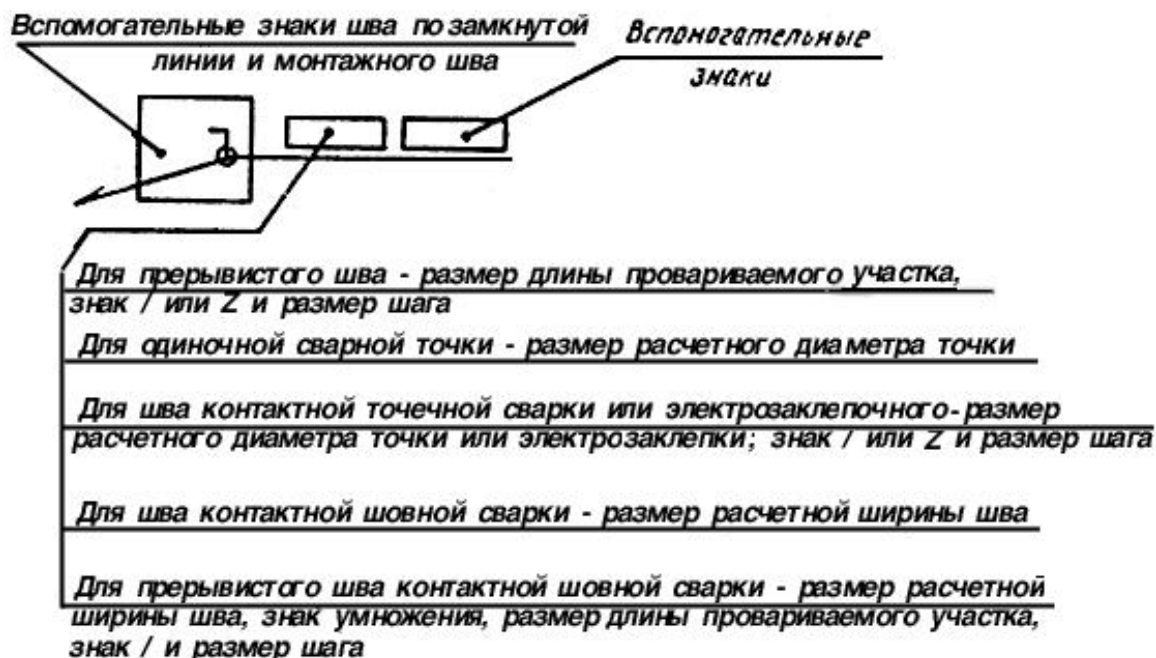 Вспомогательные знаки шва по замкнутой
линии и монтажного шва
Вспомогательные
знаки
Для прерывистого шва - размер длины провариваемого участка,
знак / или Z и размер шага
Для одиночной сварной точки - размер расчетного диаметра точки
Для шва контактной точечной сварки или электрозаклепочного - размер
расчетного диаметра точки или электрозаклепки; знак / или Z и размер шага
Для шва контактной шовной сварки - размер расчетной ширины шва
Для прерывистого шва контактной шовной сварки - размер расчетной
ширины шва, знак умножения, размер длины провариваемого участка,
знак / и размер шага